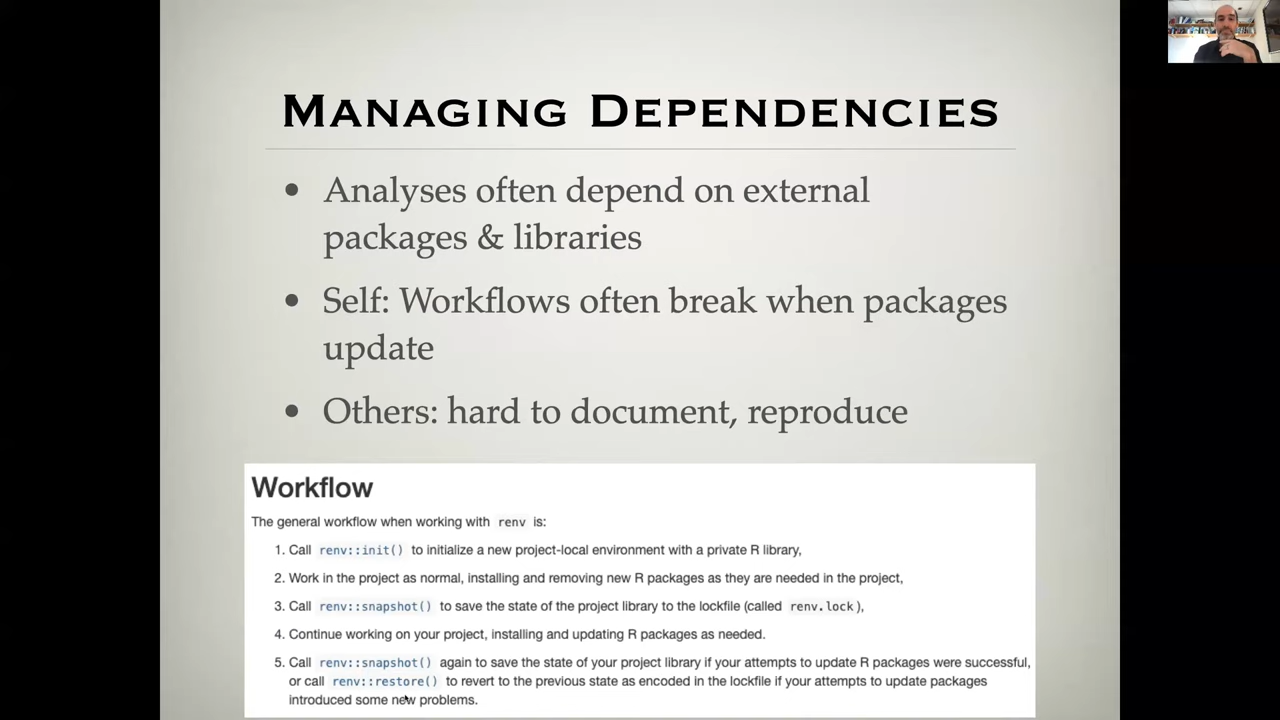 MANAGING DEPENDENCIES
• Analyses often depend on external
packages & libraries
• Self: Workflows often break when packages
update
• Others: hard to document, reproduce
Workflow
The general workflow when working with renv is:
1. Call renv::init() to initialize a new project-local environment with a private R library,
2. Work in the project as normal, installing and removing new R packages as they are needed in the project,
3. Call renv::snapshot() to save the state of the project library to the lockfile (called renv.lock),
4. Continue working on your project, installing and updating R packages as needed.
5. Call renv::snapshot() again to save the state of your project library if your attempts to update R packages were successful,
or call renv::restore() to revert to the previous state as encoded in the lockfile if your attempts to update packages
introduced some new problems.